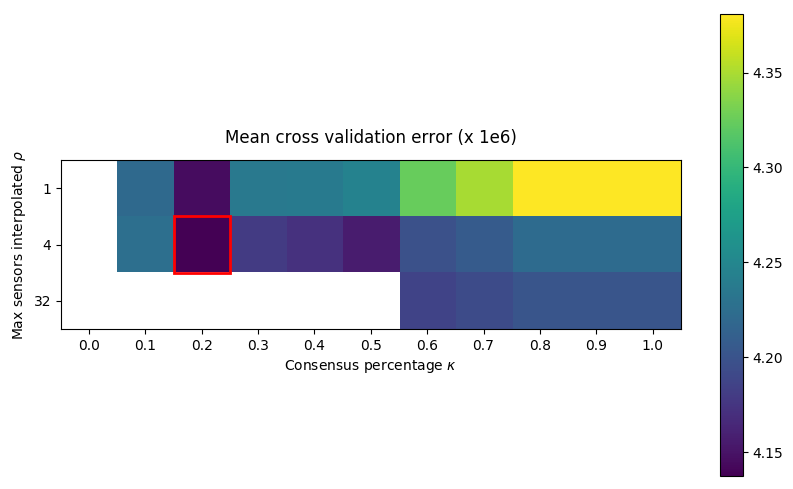 Mean cross validation error (x 1e6)
Max sensors interpolated ρ
1
4
32
0.0 0.1 0.2 0.3 0.4 0.5 0.6 0.7 0.8 0.9 1.0
Consensus percentage κ
4.35
4.30
4.25
4.20
4.15